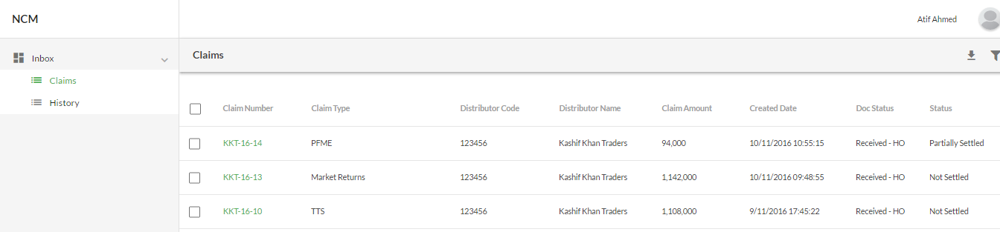 NCM
Atif Ahmed
Inbox
Claims
History
Claims
Claim Number Claim Type Distributor Code Distributor Name Claim Amount Created Date Doc Status Status
KKT-16-14 PFME 123456 Kashif Khan Traders 94,000 10/11/2016 10:55:15 Received - HO Partially Settled
KKT-16-13 Market Returns 123456 Kashif Khan Traders 1,142,000 10/11/2016 09:48:55 Received - HO Not Settled
KKT-16-10 TTS 123456 Kashif Khan Traders 1,108,000 9/11/2016 17:45:22 Received - HO Not Settled